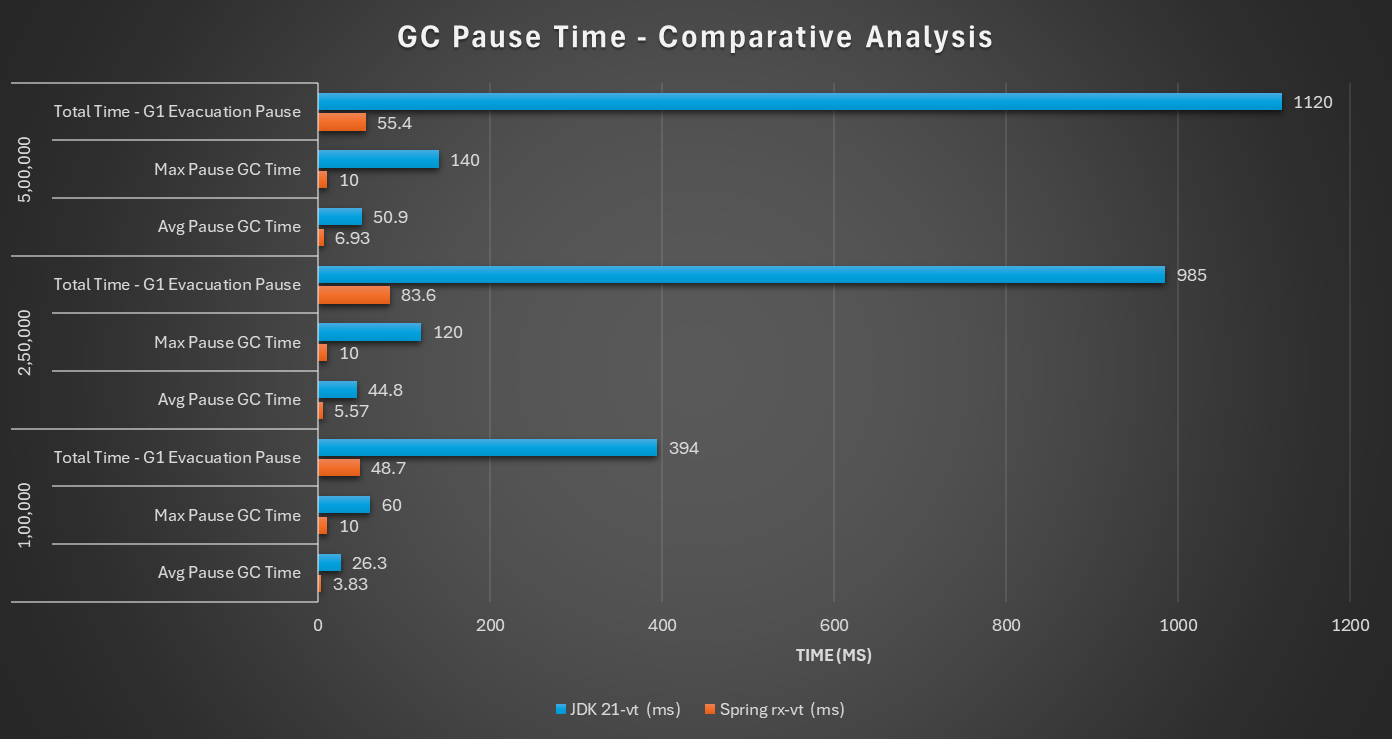 GC Pause Time - Comparative Analysis
5,00,000
Total Time - G1 Evacuation Pause
1120
55.4
Max Pause GC Time
140
10
Avg Pause GC Time
50.9
6.93
2,50,000
Total Time - G1 Evacuation Pause
985
83.6
Max Pause GC Time
120
10
Avg Pause GC Time
44.8
5.57
1,00,000
Total Time - G1 Evacuation Pause
394
48.7
Max Pause GC Time
60
10
Avg Pause GC Time
26.3
3.83
0 200 400 600 800 1000 1200
TIME (MS)
JDK 21-vt (ms) Spring rx-vt (ms)